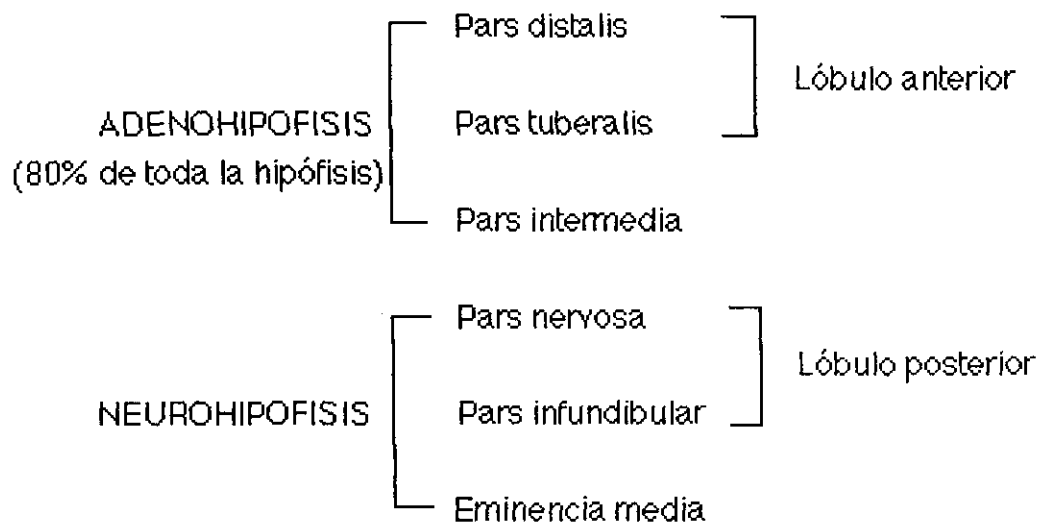 Pars distalis
Lóbulo anterior
ADENOHIPOFISIS
Pars tuberalis
(80% de toda la hipófisis)
Pars intermedia
Pars nervosa
Lóbulo posterior
NEUROHIPOFISIS
Pars infundibular
Eminencia media